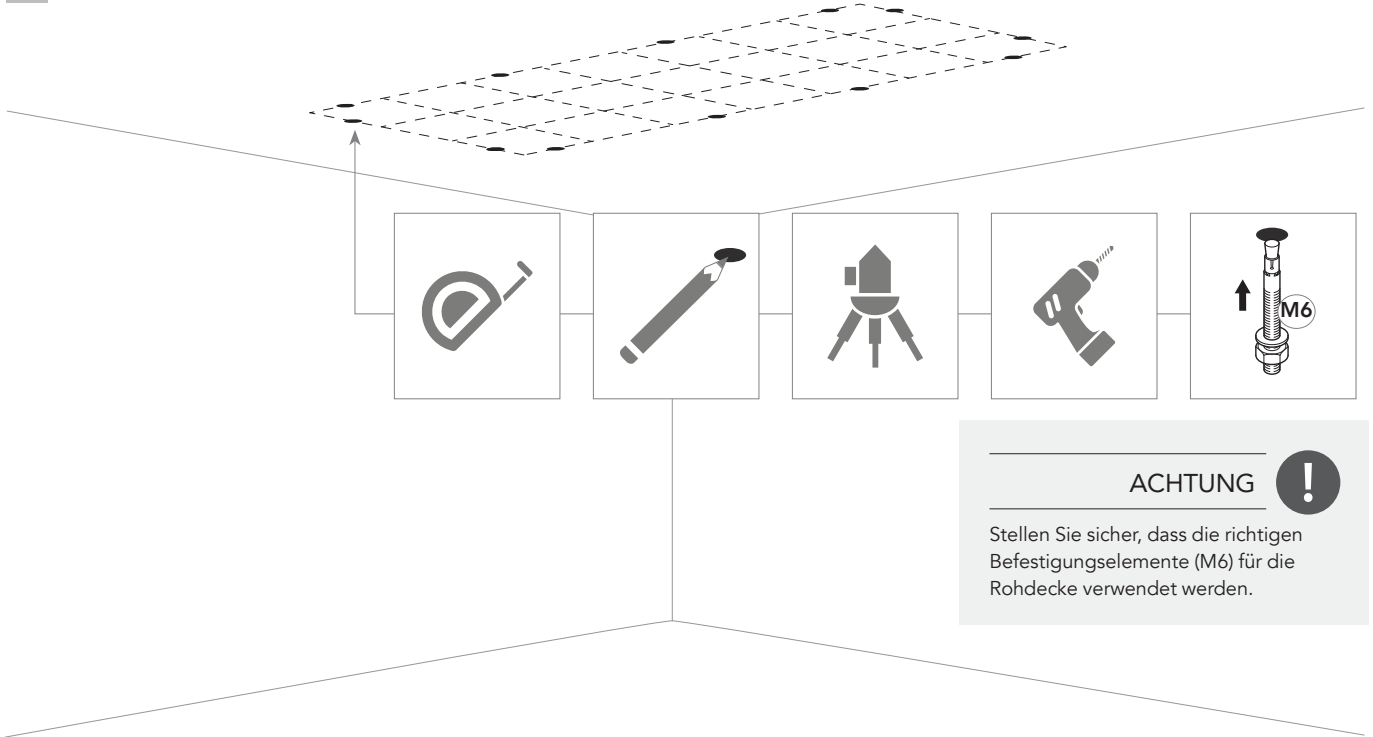 M6
ACHTUNG
!
Stellen Sie sicher, dass die richtigen
Befestigungselemente (M6) für die
Rohdecke verwendet werden.